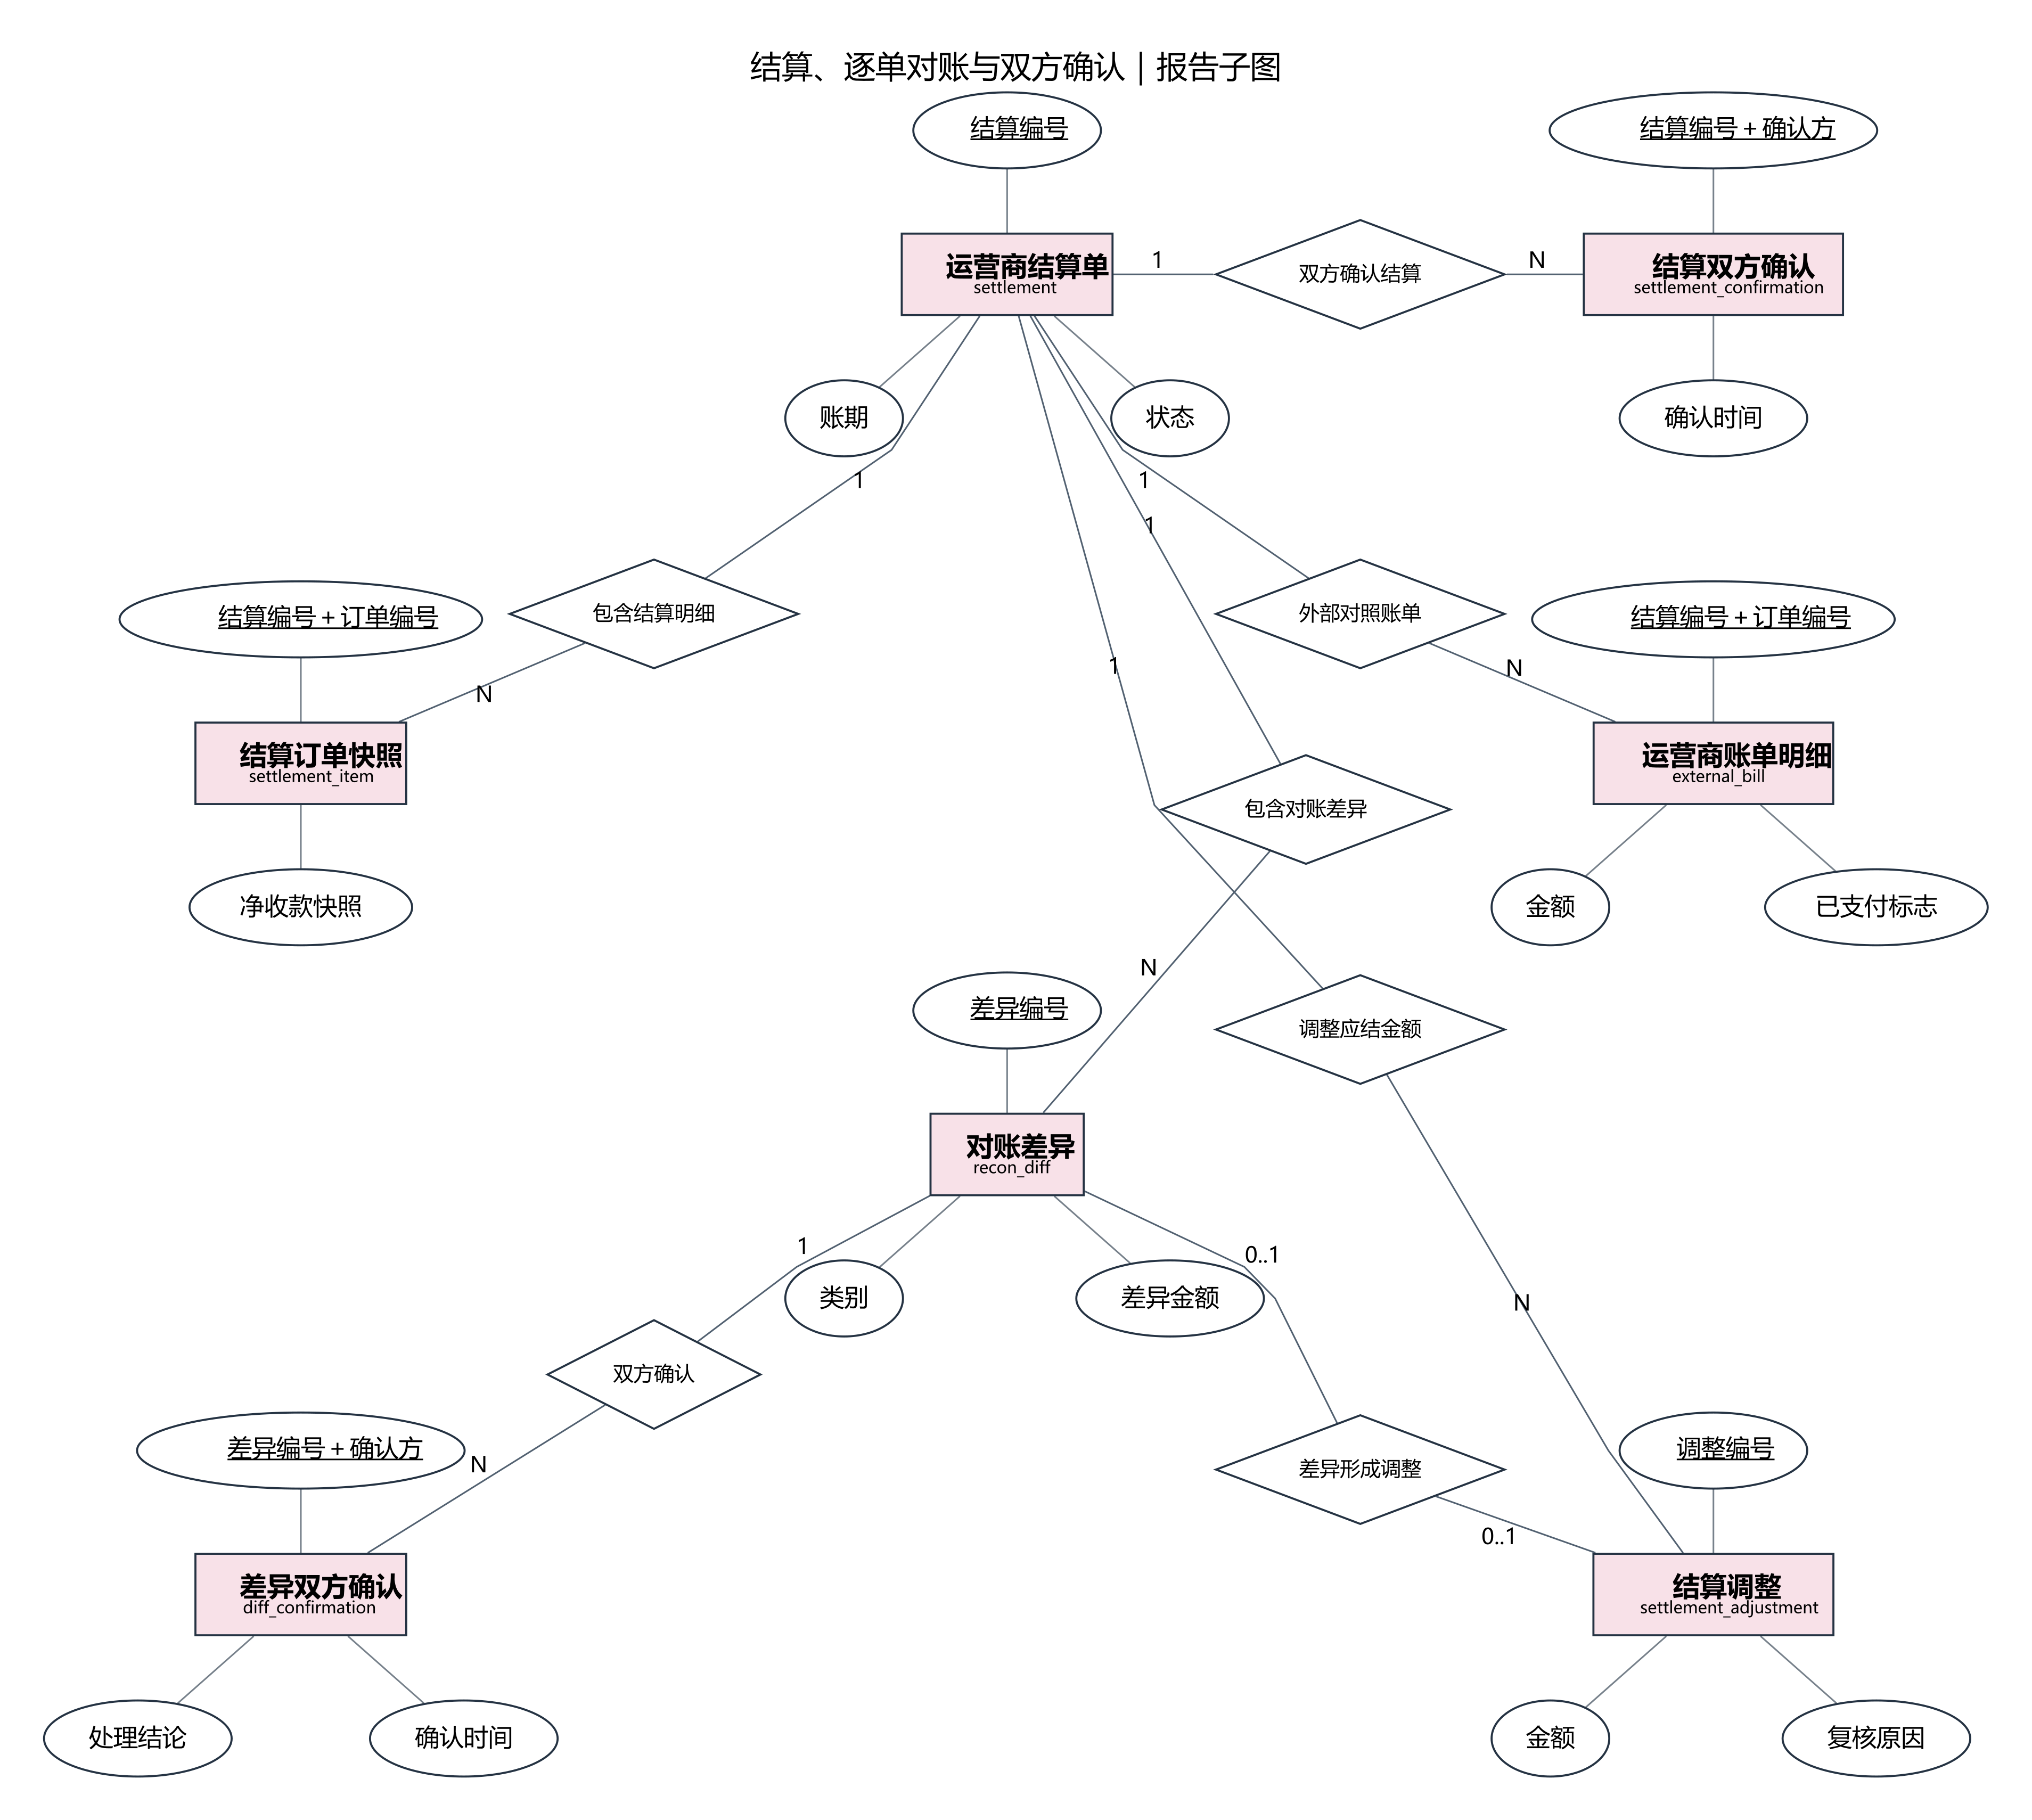 结算、逐单对账与双方确认｜报告子图
结算编号
结算编号＋确认方
运营商结算单
settlement
1
双方确认结算
N
结算双方确认
settlement_confirmation
账期
状态
确认时间
1
1
1
包含结算明细
外部对照账单
结算编号＋订单编号
结算编号＋订单编号
1
N
N
结算订单快照
settlement_item
运营商账单明细
external_bill
包含对账差异
净收款快照
金额
已支付标志
N
差异编号
调整应结金额
对账差异
recon_diff
1
0..1
类别
差异金额
N
双方确认
差异编号＋确认方
N
差异形成调整
调整编号
0..1
差异双方确认
diff_confirmation
结算调整
settlement_adjustment
处理结论
确认时间
金额
复核原因